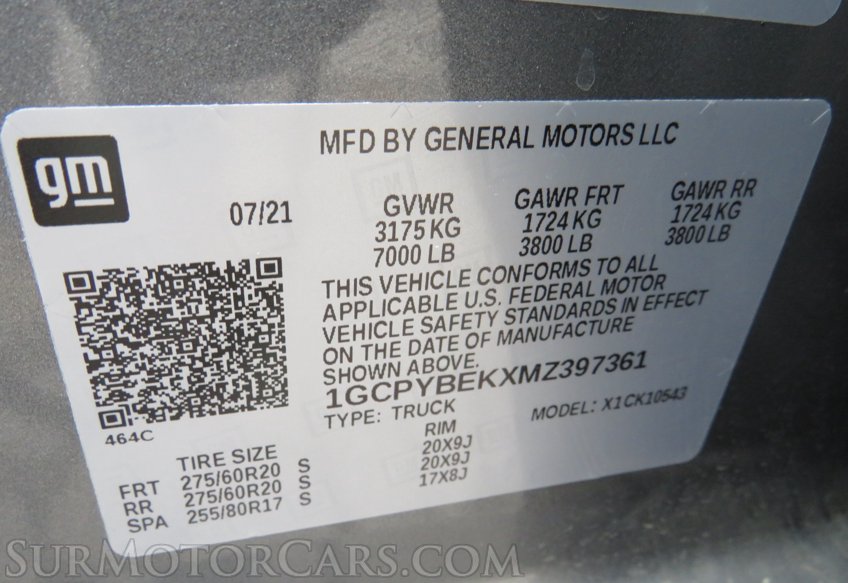 gm
MFD BY GENERAL MOTORS LLC
07/21
GVWR GAWR FRT GAWR RR
3175 KG 1724 KG 1724 KG
7000 LB 3800 LB 3800 LB
THIS VEHICLE CONFORMS TO ALL
APPLICABLE U.S. FEDERAL MOTOR
VEHICLE SAFETY STANDARDS IN EFFECT
ON THE DATE OF MANUFACTURE
SHOWN ABOVE.
1GCPYBEKXMZ397361
TYPE: TRUCK MODEL: X1CK10543
464C
TIRE SIZE RIM
FRT 275/60R20 S 20X9J
RR 275/60R20 S 20X9J
SPA 255/80R17 S 17X8J
SURMOTORCARS.COM